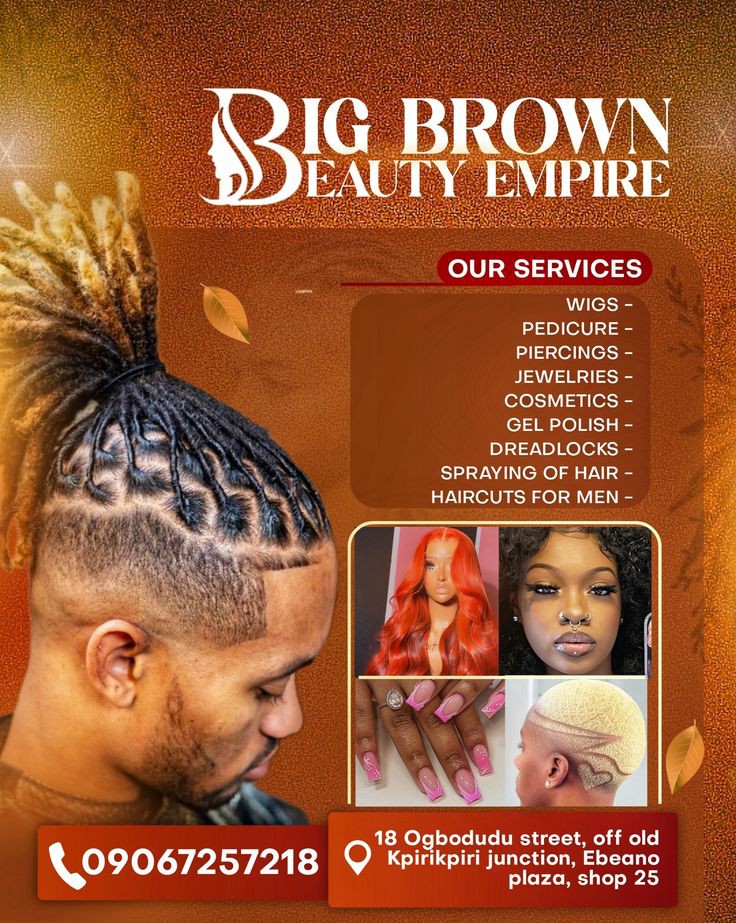 BIG BROWN
BEAUTY EMPIRE
OUR SERVICES
WIGS -
PEDICURE -
PIERCINGS -
JEWELRIES -
COSMETICS -
GEL POLISH -
DREADLOCKS -
SPRAYING OF HAIR -
HAIRCUTS FOR MEN -
09067257218
18 Ogbodudu street, off old
Kpirikpiri junction, Ebeano
plaza, shop 25